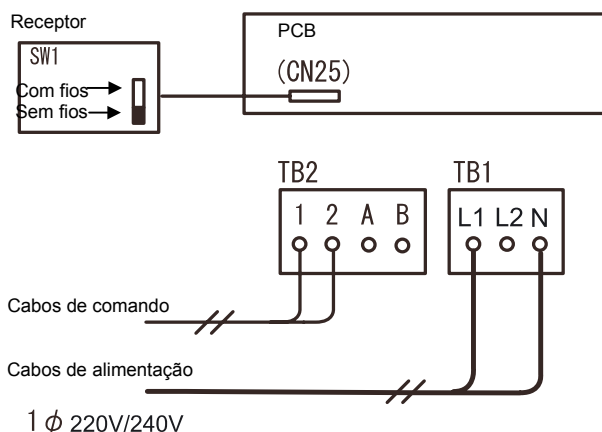 Receptor
SW1
Com fios
Sem fios
PCB
(CN25)
TB2
1 2 A B
TB1
L1 L2 N
Cabos de comando
Cabos de alimentação
1 ϕ 220V/240V